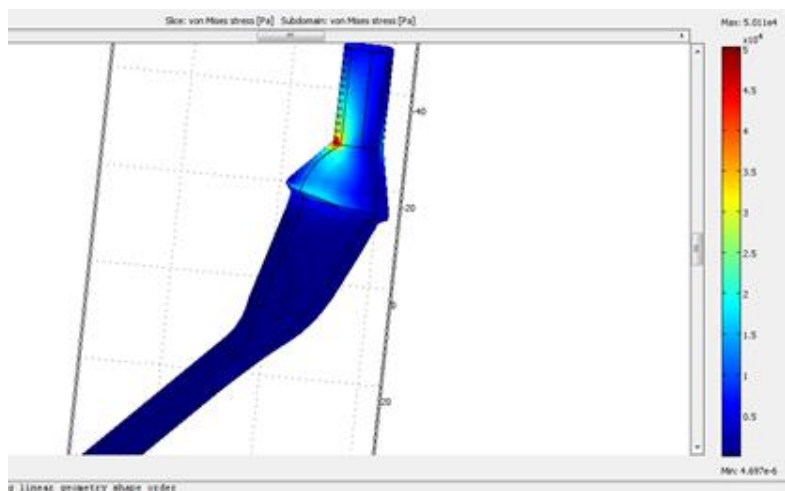 Slice: von Mises stress [Pa]  Subdomain: von Mises stress [Pa]
Max: 5.011e4
x10⁴
5
4.5
4
3.5
3
2.5
2
1.5
1
0.5
Min: 4.697e-6
-40
-20
0
20
linear geometry shape order